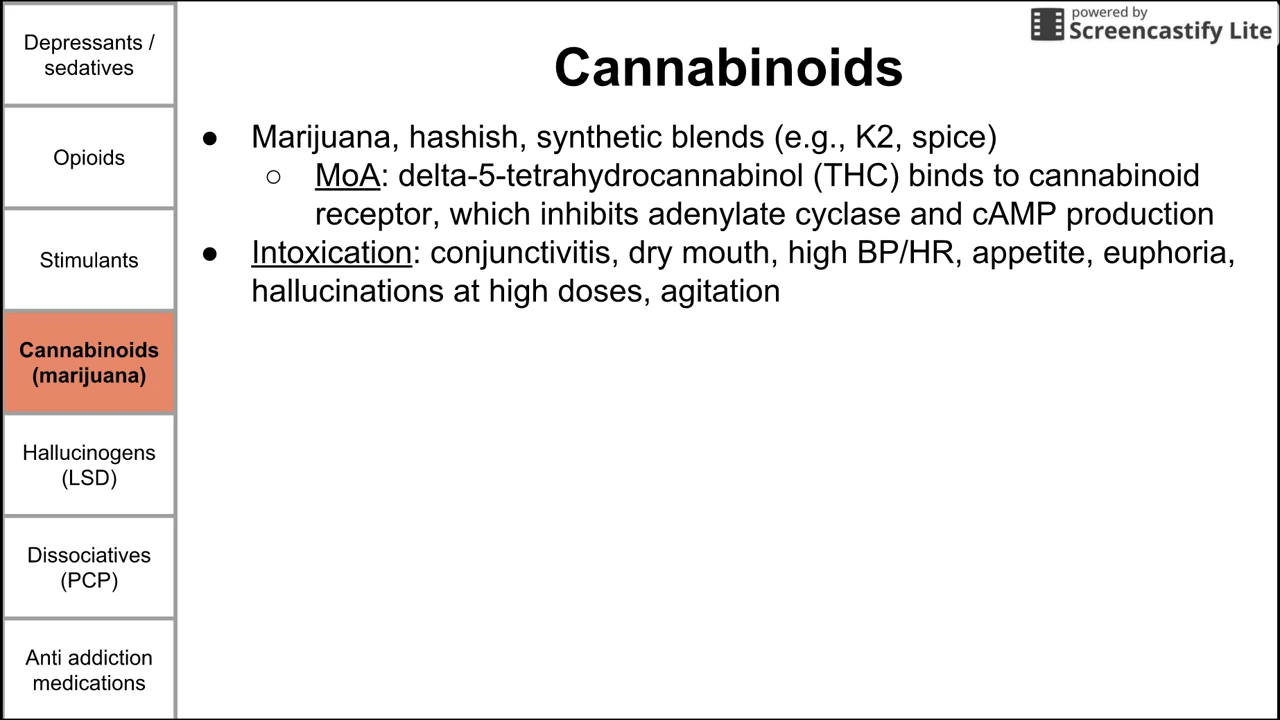 Depressants /
sedatives
Opioids
Stimulants
Cannabinoids
(marijuana)
Hallucinogens
(LSD)
Dissociatives
(PCP)
Anti addiction
medications
powered by
Screencastify Lite
Cannabinoids
● Marijuana, hashish, synthetic blends (e.g., K2, spice)
○ MoA: delta-5-tetrahydrocannabinol (THC) binds to cannabinoid
receptor, which inhibits adenylate cyclase and cAMP production
● Intoxication: conjunctivitis, dry mouth, high BP/HR, appetite, euphoria,
hallucinations at high doses, agitation